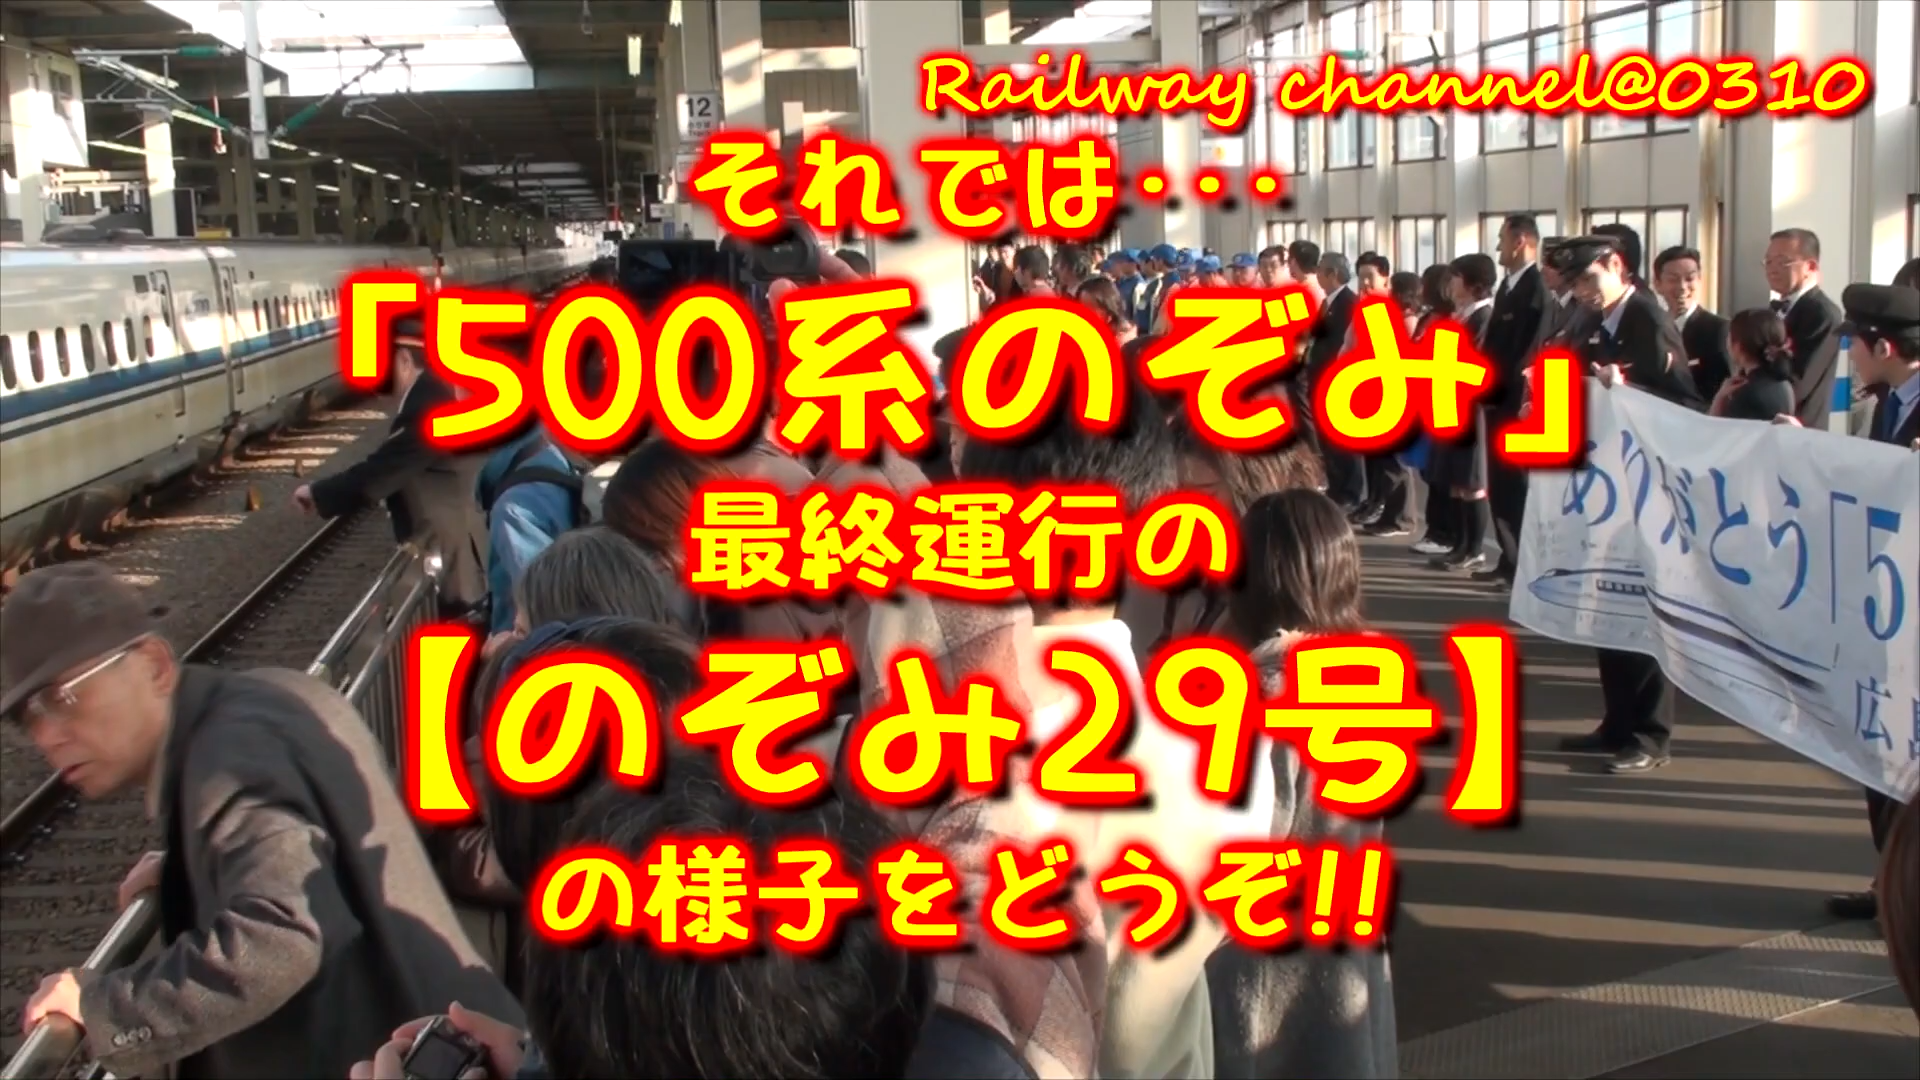 Railway channel@0310
12
それでは・・・
「500系のぞみ」
最終運行の
ありがとう「5
【のぞみ29号】
広島
の様子をどうぞ!!